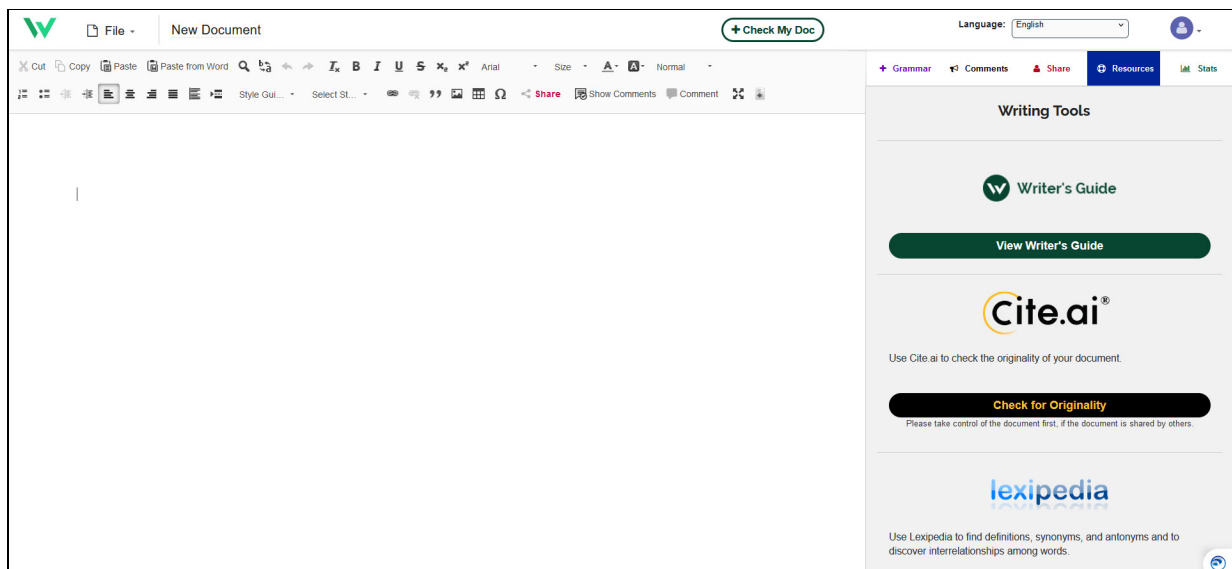 File
New Document
+ Check My Doc
Language: English
Cut Copy Paste Paste from Word Arial Size Normal
Style Gui... Select St... Share Show Comments Comment
+ Grammar Comments Share Resources Stats
Writing Tools
Writer's Guide
View Writer's Guide
Cite.ai®
Use Cite.ai to check the originality of your document.
Check for Originality
Please take control of the document first, if the document is shared by others.
lexipedia
Use Lexipedia to find definitions, synonyms, and antonyms and to
discover interrelationships among words.